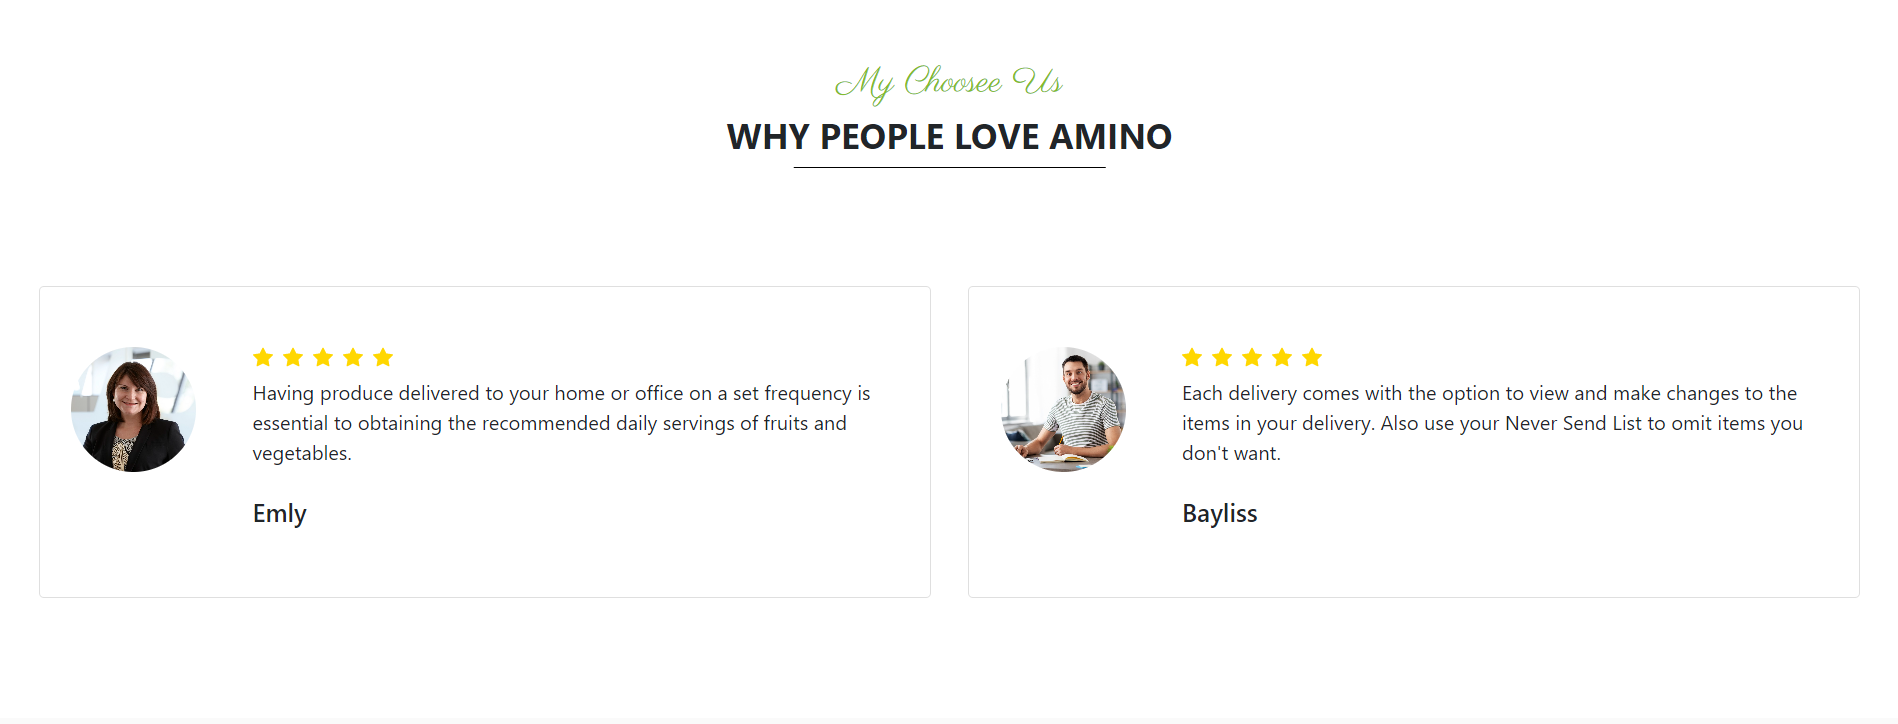 My Choosee Us
WHY PEOPLE LOVE AMINO
Having produce delivered to your home or office on a set frequency is
essential to obtaining the recommended daily servings of fruits and
vegetables.
Emly
Each delivery comes with the option to view and make changes to the
items in your delivery. Also use your Never Send List to omit items you
don't want.
Bayliss